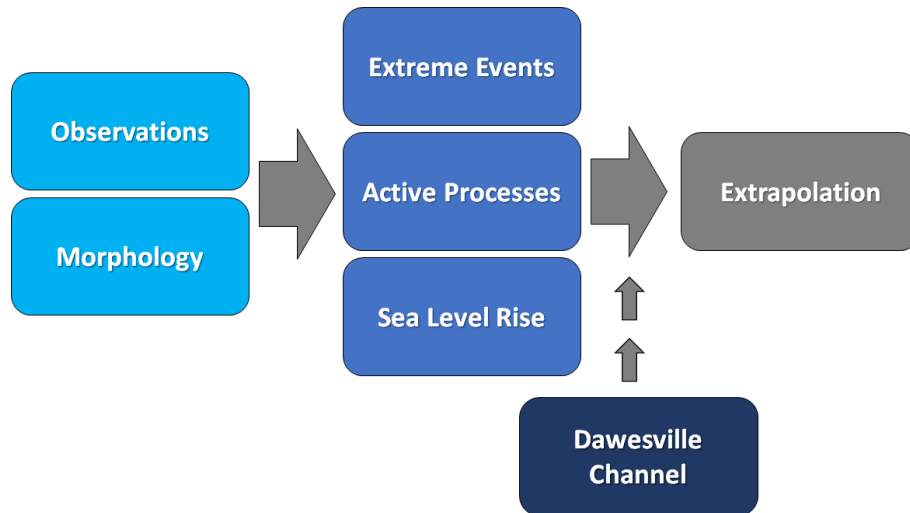 Observations
Morphology
Extreme Events
Active Processes
Sea Level Rise
Extrapolation
Dawesville
Channel